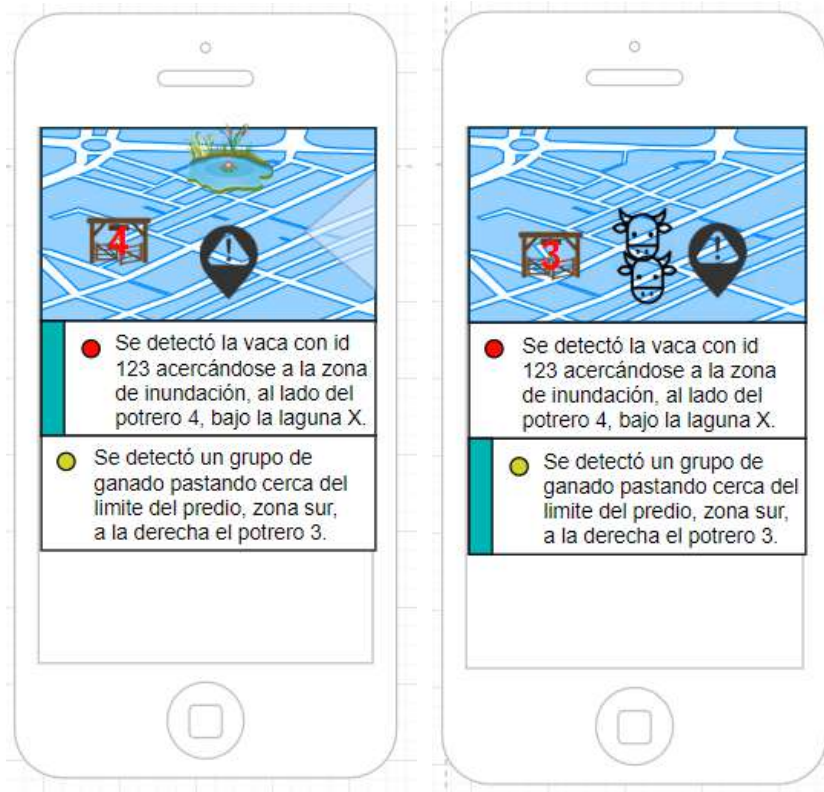 4
Se detectó la vaca con id
123 acercándose a la zona
de inundación, al lado del
potrero 4, bajo la laguna X.
Se detectó un grupo de
ganado pastando cerca del
limite del predio, zona sur,
a la derecha el potrero 3.
3
Se detectó la vaca con id
123 acercándose a la zona
de inundación, al lado del
potrero 4, bajo la laguna X.
Se detectó un grupo de
ganado pastando cerca del
limite del predio, zona sur,
a la derecha el potrero 3.